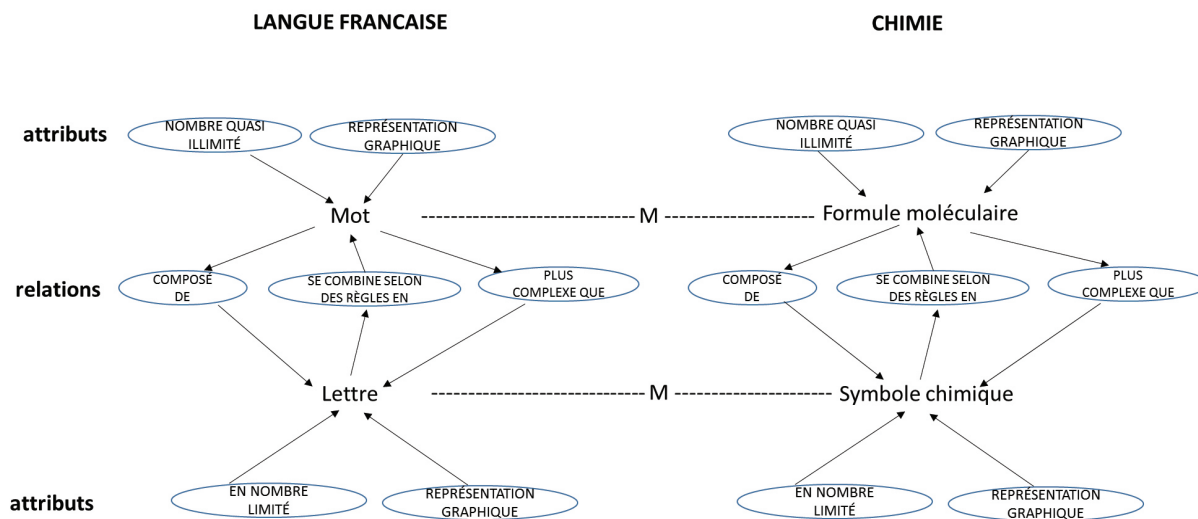 LANGUE FRANCAISE
CHIMIE
attributs
NOMBRE QUASI
ILLIMITÉ
REPRÉSENTATION
GRAPHIQUE
NOMBRE QUASI
ILLIMITÉ
REPRÉSENTATION
GRAPHIQUE
Mot
M
Formule moléculaire
relations
COMPOSÉ
DE
SE COMBINE SELON
DES RÈGLES EN
PLUS
COMPLEXE QUE
COMPOSÉ
DE
SE COMBINE SELON
DES RÈGLES EN
PLUS
COMPLEXE QUE
Lettre
M
Symbole chimique
attributs
EN NOMBRE
LIMITÉ
REPRÉSENTATION
GRAPHIQUE
EN NOMBRE
LIMITÉ
REPRÉSENTATION
GRAPHIQUE